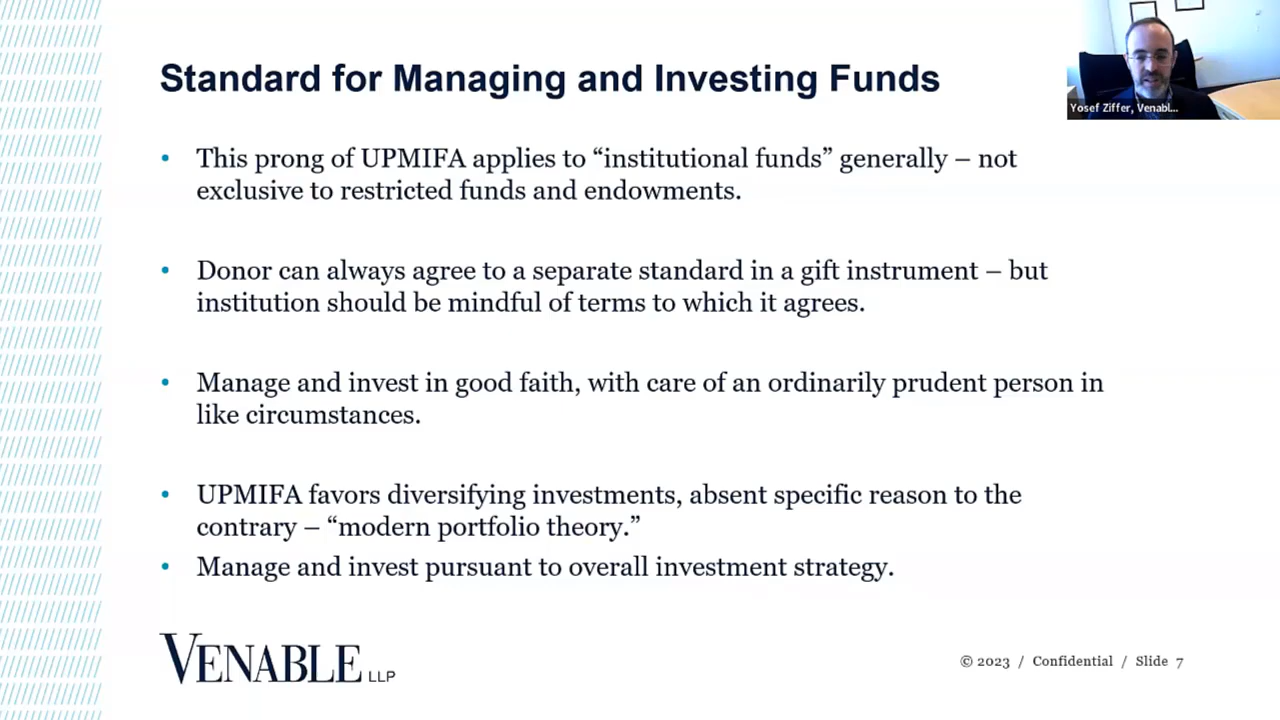 Standard for Managing and Investing Funds
Yosef Ziffer, Venabl...
• This prong of UPMIFA applies to “institutional funds” generally – not
exclusive to restricted funds and endowments.
• Donor can always agree to a separate standard in a gift instrument – but
institution should be mindful of terms to which it agrees.
• Manage and invest in good faith, with care of an ordinarily prudent person in
like circumstances.
• UPMIFA favors diversifying investments, absent specific reason to the
contrary – “modern portfolio theory.”
• Manage and invest pursuant to overall investment strategy.
VENABLE LLP
© 2023 / Confidential / Slide 7